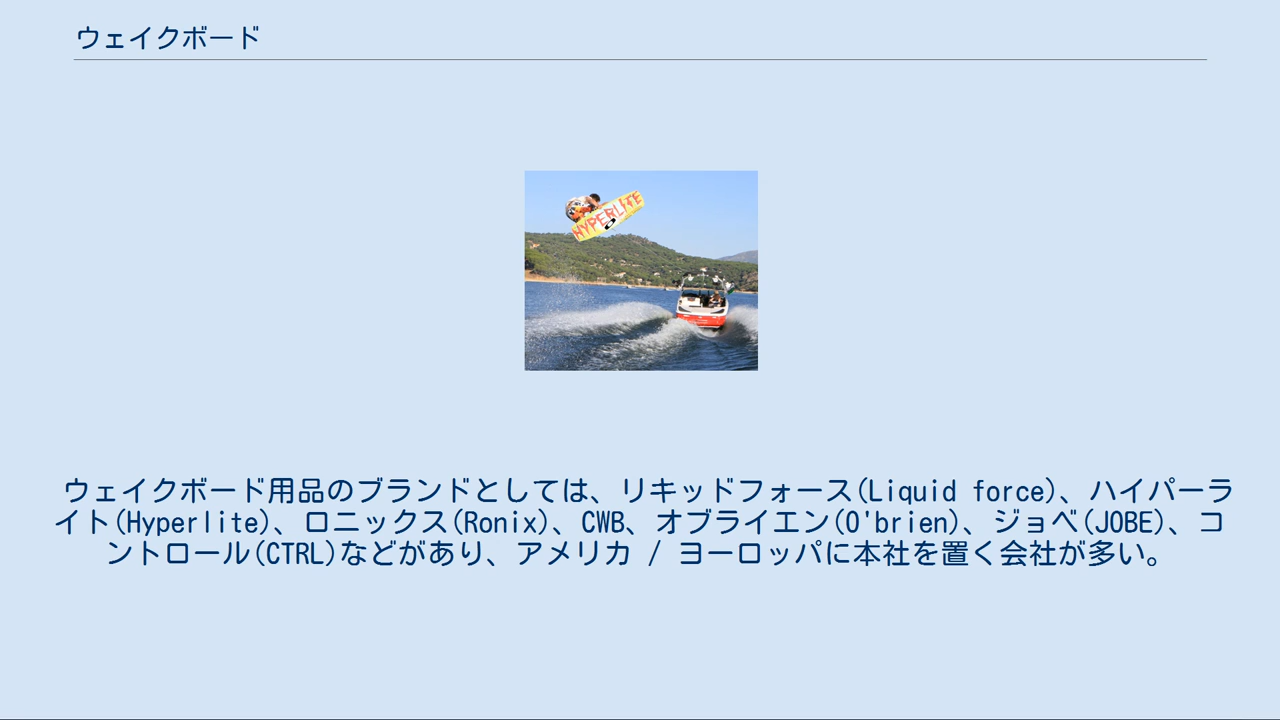 ウェイクボード
HYPERLITE
ウェイクボード用品のブランドとしては、リキッドフォース(Liquid force)、ハイパーラ
イト(Hyperlite)、ロニックス(Ronix)、CWB、オブライエン(O'brien)、ジョベ(JOBE)、コ
ントロール(CTRL)などがあり、アメリカ / ヨーロッパに本社を置く会社が多い。